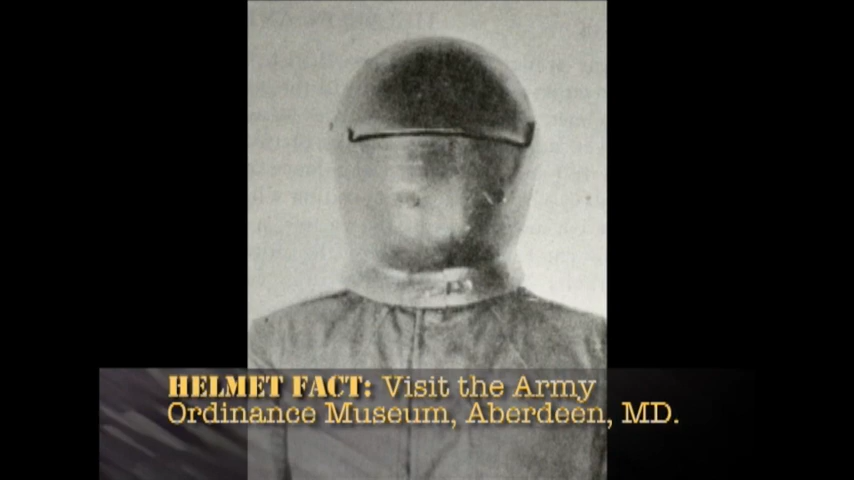 HELMET FACT: Visit the Army
Ordinance Museum, Aberdeen, MD.